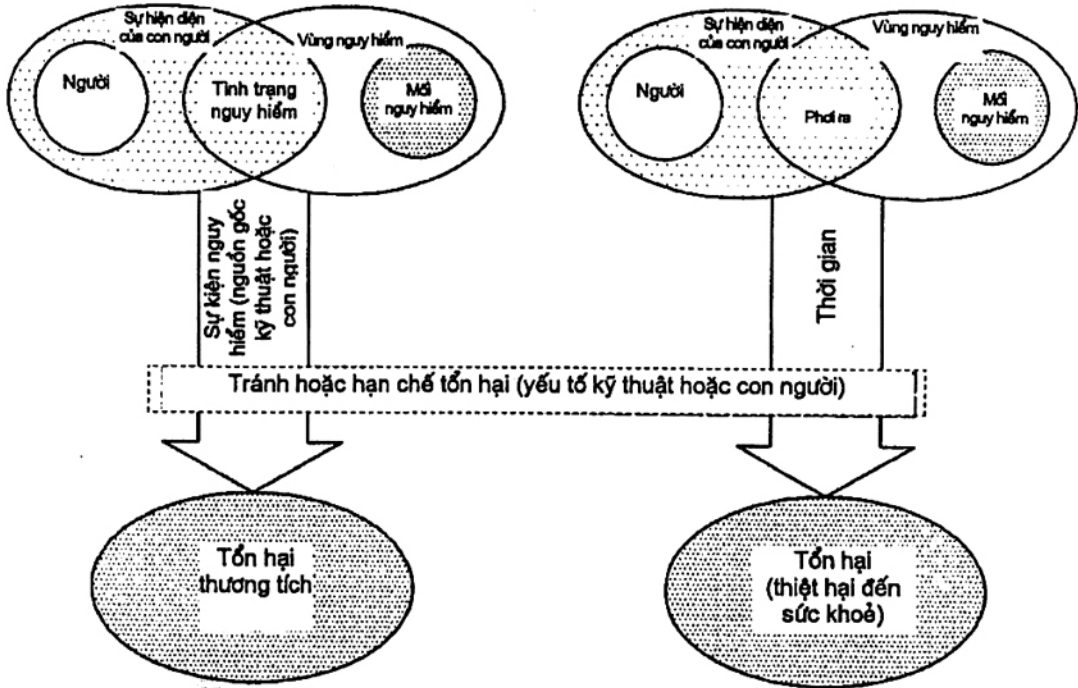 Sự hiện diện
của con người
Vùng nguy hiểm
Người
Tình trạng
nguy hiểm
Mối
nguy hiểm
Sự hiện diện
của con người
Vùng nguy hiểm
Người
Phơi ra
Mối
nguy hiểm
Sự kiện nguy
hiểm (nguồn gốc
kỹ thuật hoặc
con người)
Thời gian
Tránh hoặc hạn chế tổn hại (yếu tố kỹ thuật hoặc con người)
Tổn hại
thương tích
Tổn hại
(thiệt hại đến
sức khoẻ)